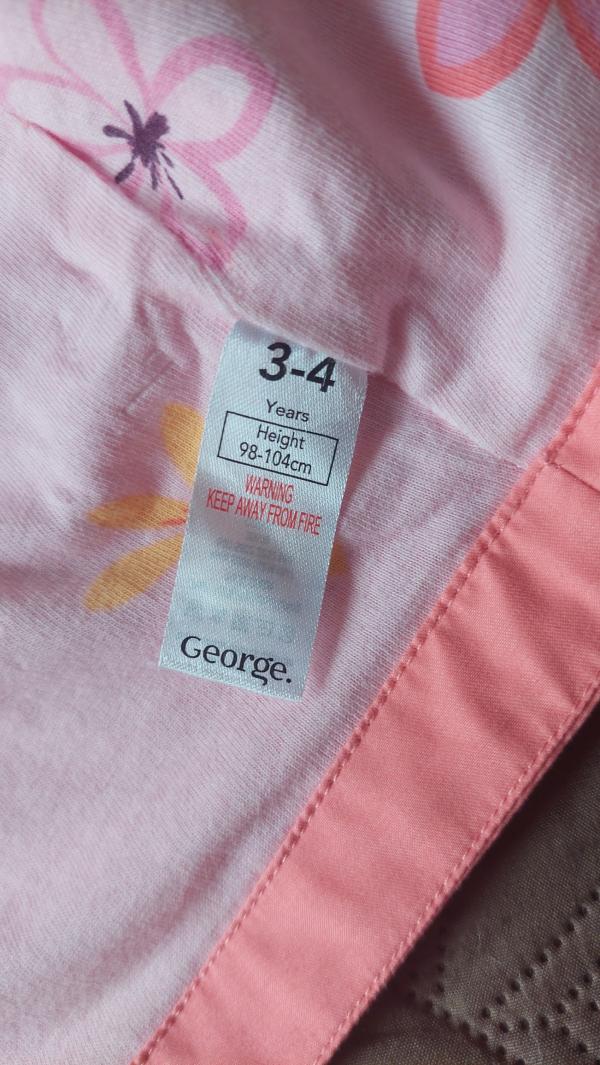 3-4
Years
Height
98-104cm
WARNING
KEEP AWAY FROM FIRE
George.